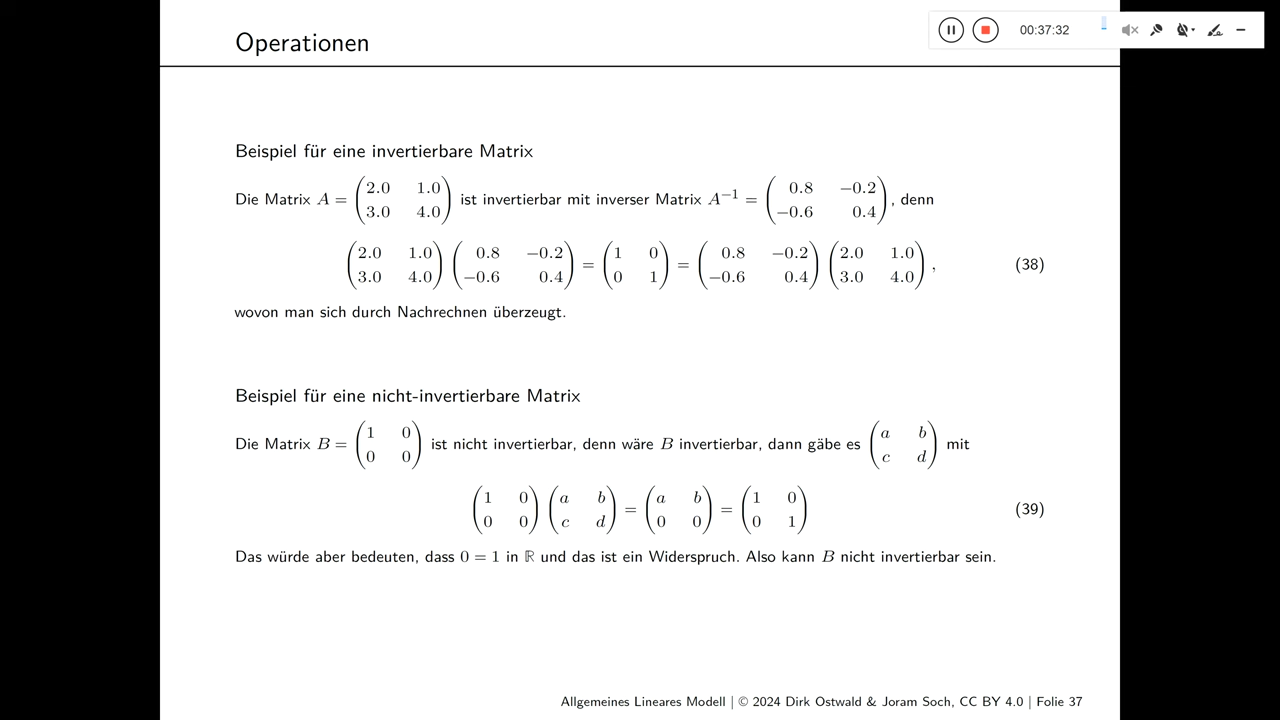 Operationen
00:37:32
Beispiel für eine invertierbare Matrix
Die Matrix A = (2.0 1.0 3.0 4.0) ist invertierbar mit inverser Matrix A⁻¹ = (0.8 −0.2 −0.6 0.4), denn
(2.0 1.0 3.0 4.0) (0.8 −0.2 −0.6 0.4) = (1 0 0 1) = (0.8 −0.2 −0.6 0.4) (2.0 1.0 3.0 4.0), (38)
wovon man sich durch Nachrechnen überzeugt.
Beispiel für eine nicht-invertierbare Matrix
Die Matrix B = (1 0 0 0) ist nicht invertierbar, denn wäre B invertierbar, dann gäbe es (a b c d) mit
(1 0 0 0) (a b c d) = (a b 0 0) = (1 0 0 1) (39)
Das würde aber bedeuten, dass 0 = 1 in ℝ und das ist ein Widerspruch. Also kann B nicht invertierbar sein.
Allgemeines Lineares Modell | © 2024 Dirk Ostwald & Joram Soch, CC BY 4.0 | Folie 37